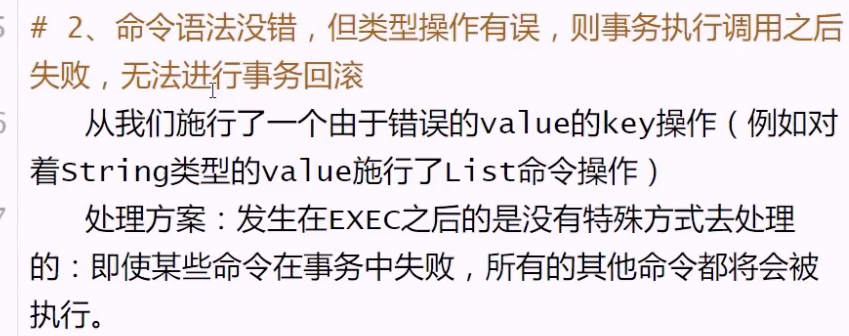 # 2、命令语法没错，但类型操作有误，则事务执行调用之后
失败，无法进行事务回滚
从我们施行了一个由于错误的value的key操作（例如对
着String类型的value施行了List命令操作）
处理方案：发生在EXEC之后的是没有特殊方式去处理
的：即使某些命令在事务中失败，所有的其他命令都将会被
执行。